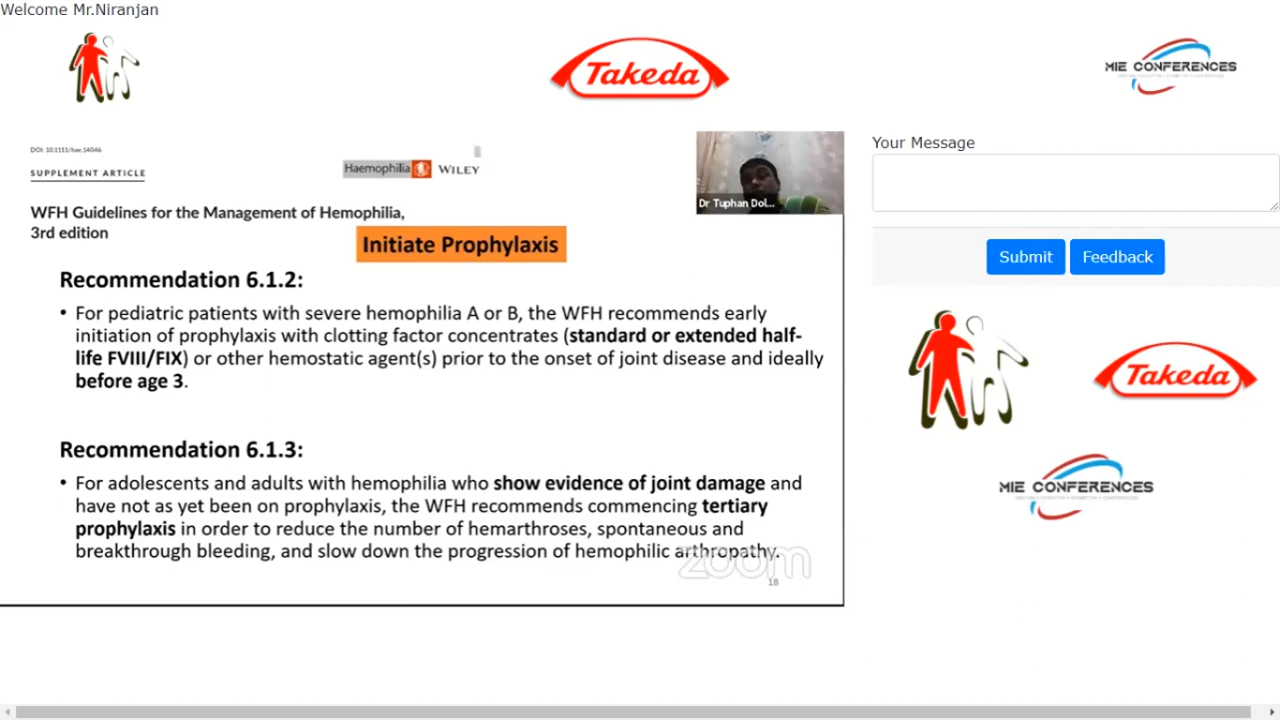 Welcome Mr.Niranjan
Takeda
MIE CONFERENCES
DOI: 10.1111/hae.14046
SUPPLEMENT ARTICLE
Haemophilia WILEY
WFH Guidelines for the Management of Hemophilia,
3rd edition
Initiate Prophylaxis
Dr Tuphan Dol...
Recommendation 6.1.2:
• For pediatric patients with severe hemophilia A or B, the WFH recommends early
initiation of prophylaxis with clotting factor concentrates (standard or extended half-
life FVIII/FIX) or other hemostatic agent(s) prior to the onset of joint disease and ideally
before age 3.
Recommendation 6.1.3:
• For adolescents and adults with hemophilia who show evidence of joint damage and
have not as yet been on prophylaxis, the WFH recommends commencing tertiary
prophylaxis in order to reduce the number of hemarthroses, spontaneous and
breakthrough bleeding, and slow down the progression of hemophilic arthropathy.
zoom
18
Your Message
Submit Feedback
Takeda
MIE CONFERENCES